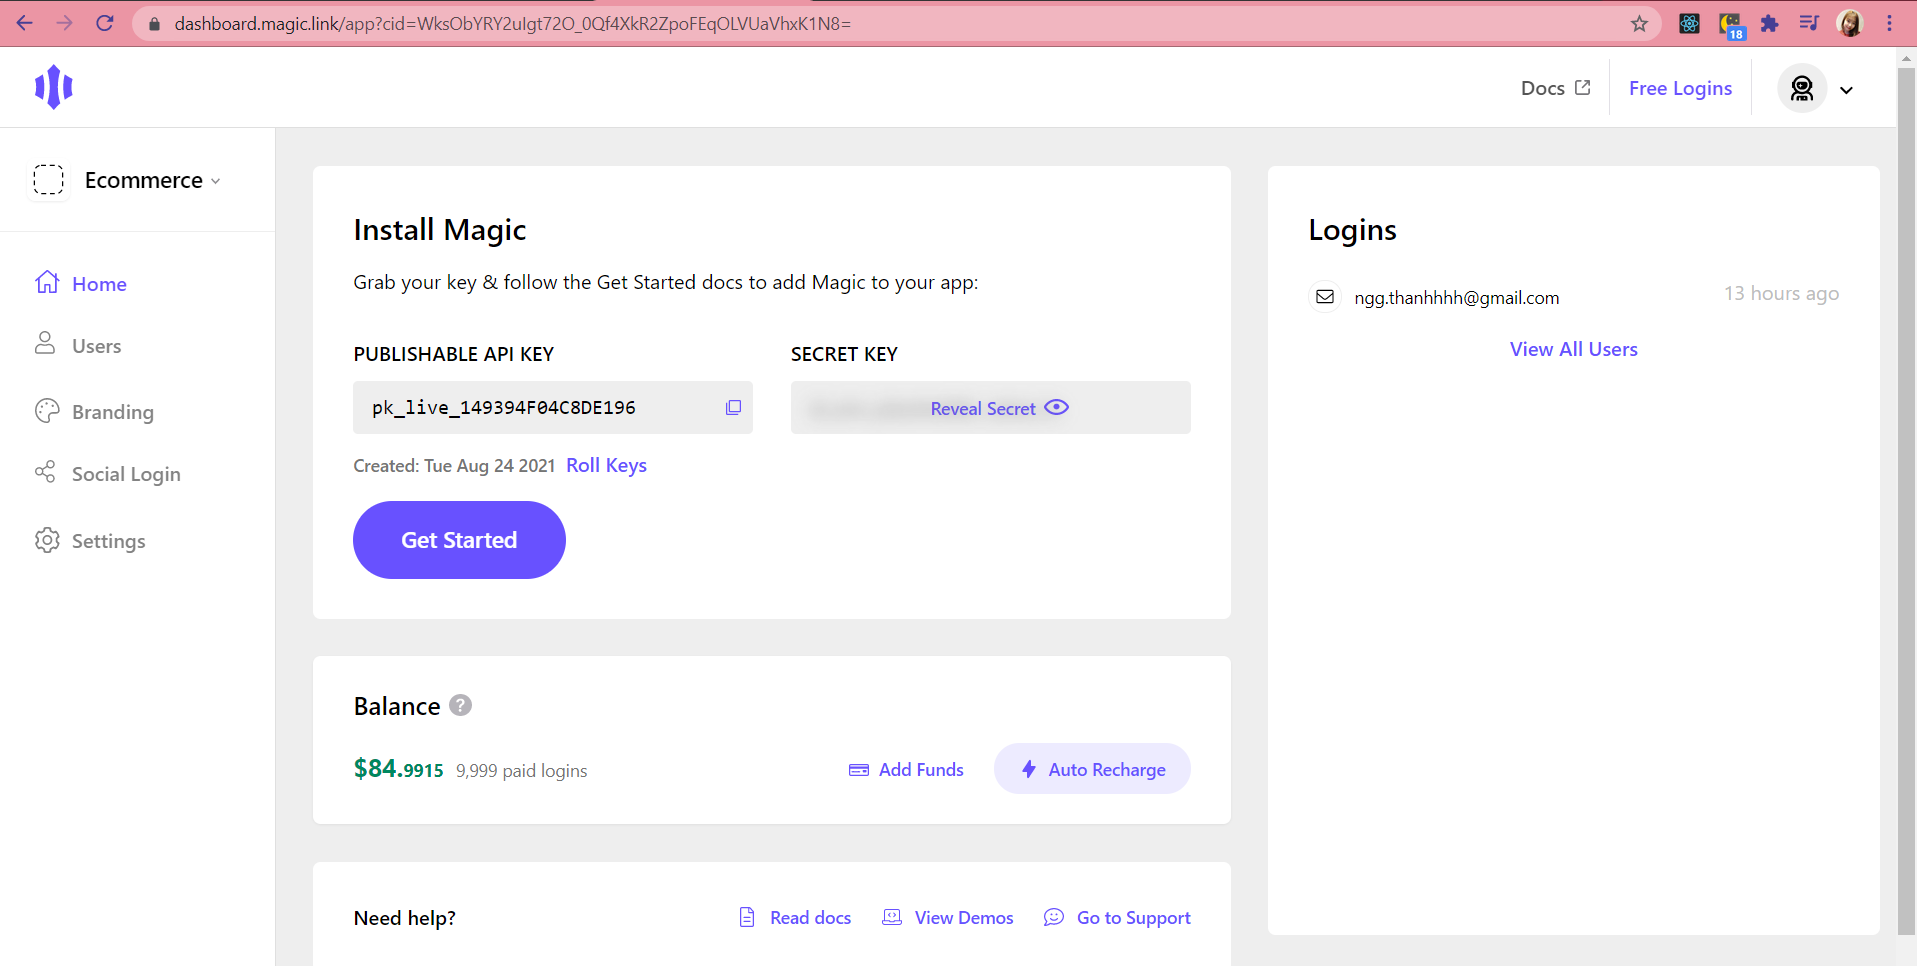 dashboard.magic.link/app?cid=WksObYRY2uIgt72O_0Qf4XkR2ZpoFEqOLVUaVhxK1N8=
18
Docs
Free Logins
Ecommerce
Home
Users
Branding
Social Login
Settings
Install Magic
Grab your key & follow the Get Started docs to add Magic to your app:
PUBLISHABLE API KEY
SECRET KEY
pk_live_149394F04C8DE196
Reveal Secret
Created: Tue Aug 24 2021 Roll Keys
Get Started
Balance ?
$84.9915 9,999 paid logins
Add Funds
Auto Recharge
Need help?
Read docs
View Demos
Go to Support
Logins
ngg.thanhhhh@gmail.com
13 hours ago
View All Users